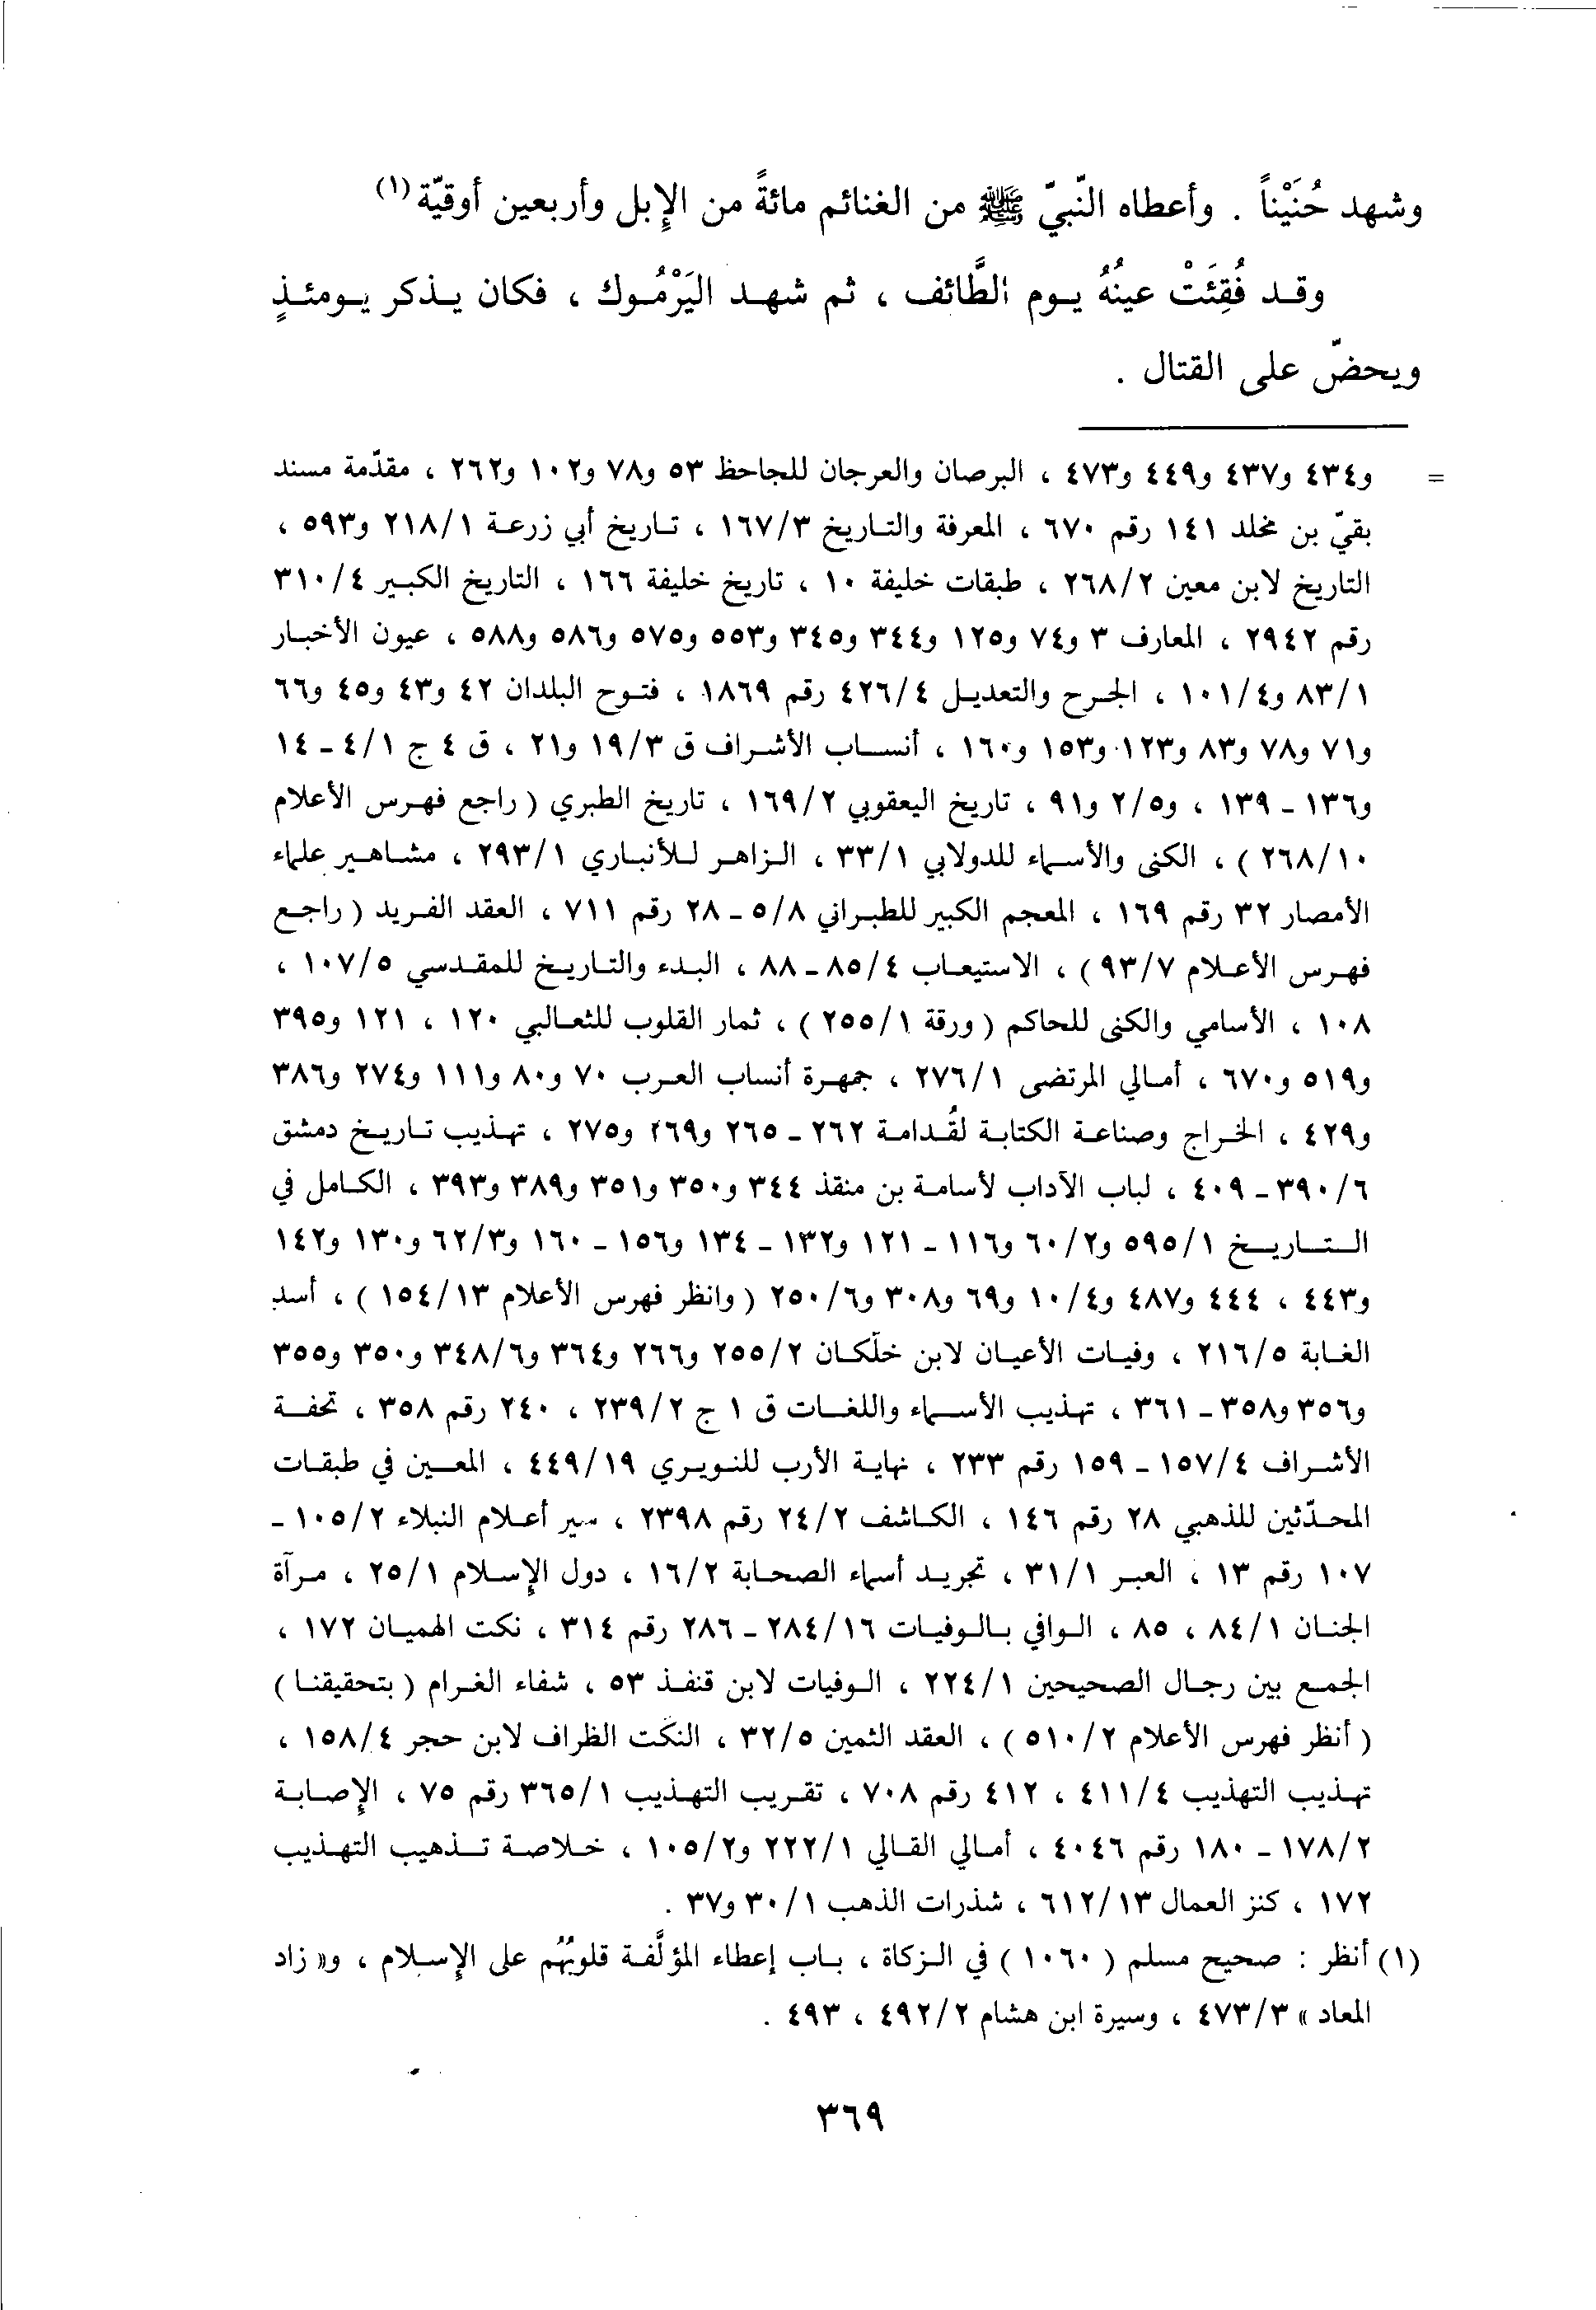 وشهد حُنَيْناً . وأعطاه النّبيّ ﷺ من الغنائم مائةً من الإبل وأربعين أوقيّة(١)
وقد فُقِئَتْ عينُهُ يوم الطَّائف ، ثم شهد اليَرْمُوك ، فكان يذكر يومئذٍ
ويحضّ على القتال .
= و٤٣٤ و٤٣٧ و٤٤٩ و٤٧٣ ، البرصان والعرجان للجاحظ ٥٣ و٧٨ و١٠٢ و٢٦٢ ، مقدّمة مسند
بقيّ بن مخلد ١٤١ رقم ٦٧٠ ، المعرفة والتاريخ ١٦٧/٣ ، تاريخ أبي زرعة ٢١٨/١ و٥٩٣ ،
التاريخ لابن معين ٢٦٨/٢ ، طبقات خليفة ١٠ ، تاريخ خليفة ١٦٦ ، التاريخ الكبير ٣١٠/٤
رقم ٢٩٤٢ ، المعارف ٣ و٧٤ و١٢٥ و٣٤٤ و٣٤٥ و٥٥٣ و٥٧٥ و٥٨٦ و٥٨٨ ، عيون الأخبار
٨٣/١ و١٠١/٤ ، الجرح والتعديل ٤٢٦/٤ رقم ١٨٦٩ ، فتوح البلدان ٤٢ و٤٣ و٤٥ و٦٦
و٧١ و٧٨ و٨٣ و١٢٣ و١٥٣ و١٦٠ ، أنساب الأشراف ق ١٩/٣ و٢١ ، ق ٤ ج ٤/١ - ١٤
و١٣٦ - ١٣٩ ، و٢/٥ و٩١ ، تاريخ اليعقوبي ١٦٩/٢ ، تاريخ الطبري ( راجع فهرس الأعلام
٢٦٨/١٠ ) ، الكنى والأسماء للدولابي ٣٣/١ ، الزاهر للأنباري ٢٩٣/١ ، مشاهير علماء
الأمصار ٣٢ رقم ١٦٩ ، المعجم الكبير للطبراني ٥/٨ - ٢٨ رقم ٧١١ ، العقد الفريد ( راجع
فهرس الأعلام ٩٣/٧ ) ، الاستيعاب ٨٥/٤ - ٨٨ ، البدء والتاريخ للمقدسي ١٠٧/٥ ،
١٠٨ ، الأسامي والكنى للحاكم ( ورقة ٢٥٥/١ ) ، ثمار القلوب للثعالبي ١٢٠ ، ١٢١ و٣٩٥
و٥١٩ و٦٧٠ ، أمالي المرتضى ٢٧٦/١ ، جمهرة أنساب العرب ٧٠ و٨٠ و١١١ و٢٧٤ و٣٨٦
و٤٢٩ ، الخراج وصناعة الكتابة لقُدامة ٢٦٢ - ٢٦٥ و٢٦٩ و٢٧٥ ، تهذيب تاريخ دمشق
٣٩٠/٦ - ٤٠٩ ، لباب الآداب لأسامة بن منقذ ٣٤٤ و٣٥٠ و٣٥١ و٣٨٩ و٣٩٣ ، الكامل في
التاريخ ٥٩٥/١ و٦٠/٢ و١١٦ - ١٢١ و١٣٢ - ١٣٤ و١٥٦ - ١٦٠ و٦٢/٣ و١٣٠ و١٤٢
و٤٤٣ ، ٤٤٤ و٤٨٧ و١٠/٤ و٦٩ و٣٠٨ و٢٥٠/٦ ( وانظر فهرس الأعلام ١٥٤/١٣ ) ، أسد
الغابة ٢١٦/٥ ، وفيات الأعيان لابن خلّكان ٢٥٥/٢ و٢٦٦ و٣٦٤ و٣٤٨/٦ و٣٥٠ و٣٥٥
و٣٥٦ و٣٥٨ - ٣٦١ ، تهذيب الأسماء واللغات ق ١ ج ٢٣٩/٢ ، ٢٤٠ رقم ٣٥٨ ، تحفة
الأشراف ١٥٧/٤ - ١٥٩ رقم ٢٣٣ ، نهاية الأرب للنويري ٤٤٩/١٩ ، المعين في طبقات
المحدّثين للذهبي ٢٨ رقم ١٤٦ ، الكاشف ٢٤/٢ رقم ٢٣٩٨ ، سير أعلام النبلاء ١٠٥/٢ -
١٠٧ رقم ١٣ ، العبر ٣١/١ ، تجريد أسماء الصحابة ١٦/٢ ، دول الإسلام ٢٥/١ ، مرآة
الجنان ٨٤/١ ، ٨٥ ، الوافي بالوفيات ٢٨٤/١٦ - ٢٨٦ رقم ٣١٤ ، نكت الهميان ١٧٢ ،
الجمع بين رجال الصحيحين ٢٢٤/١ ، الوفيات لابن قنفذ ٥٣ ، شفاء الغرام ( بتحقيقنا )
( أنظر فهرس الأعلام ٥١٠/٢ ) ، العقد الثمين ٣٢/٥ ، النكت الظراف لابن حجر ١٥٨/٤ ،
تهذيب التهذيب ٤١١/٤ ، ٤١٢ رقم ٧٠٨ ، تقريب التهذيب ٣٦٥/١ رقم ٧٥ ، الإصابة
١٧٨/٢ - ١٨٠ رقم ٤٠٤٦ ، أمالي القالي ٢٢٢/١ و١٠٥/٢ ، خلاصة تذهيب التهذيب
١٧٢ ، كنز العمال ٦١٢/١٣ ، شذرات الذهب ٣٠/١ و٣٧ .
(١) أنظر : صحيح مسلم ( ١٠٦٠ ) في الزكاة ، باب إعطاء المؤلَّفة قلوبُهُم على الإسلام ، و« زاد
المعاد » ٤٧٣/٣ ، وسيرة ابن هشام ٤٩٢/٢ ، ٤٩٣ .
٣٦٩